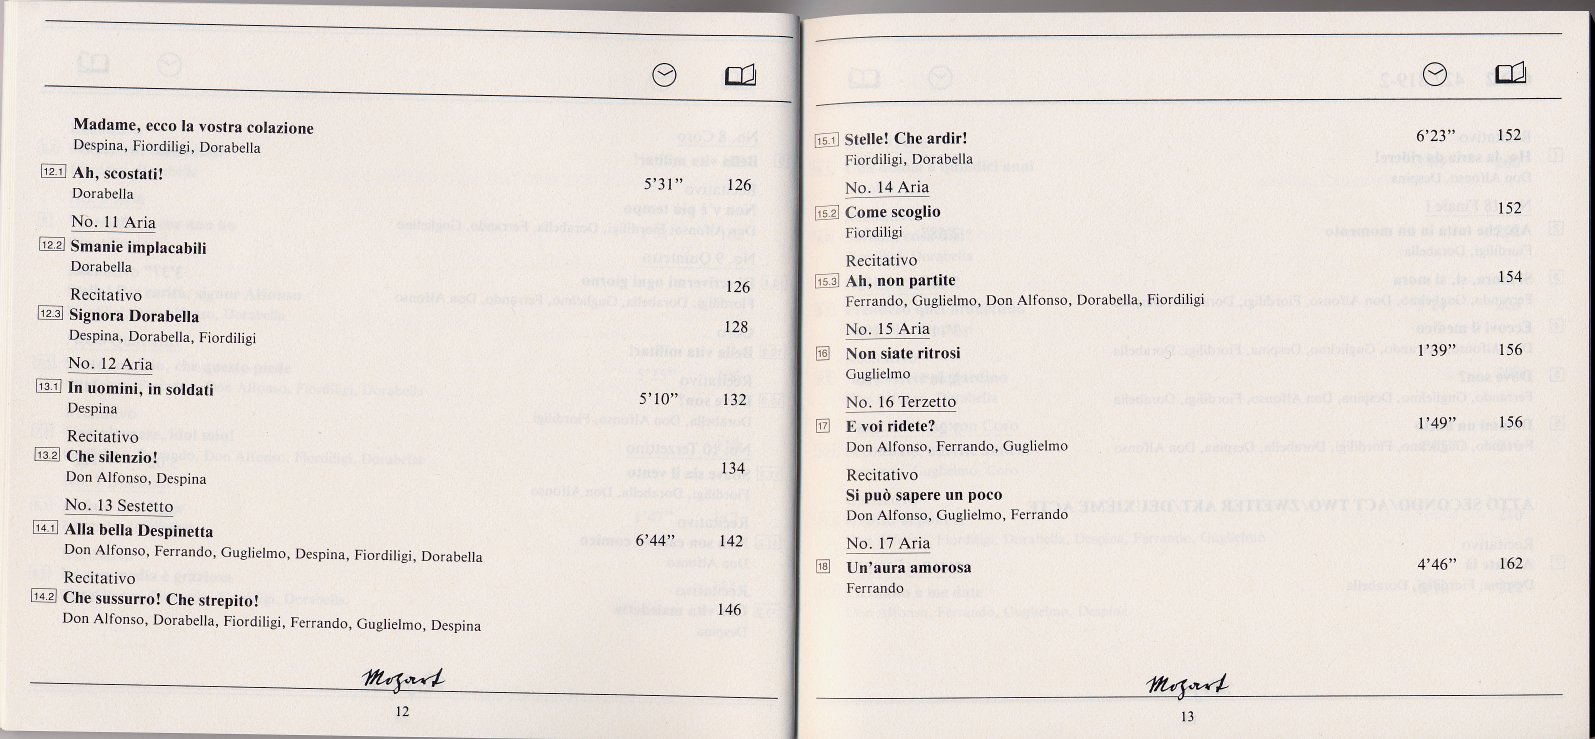 Madame, ecco la vostra colazione
Despina, Fiordiligi, Dorabella
12.1 Ah, scostati! 5’31” 126
Dorabella
No. 11 Aria
12.2 Smanie implacabili
Dorabella 126
Recitativo
12.3 Signora Dorabella 128
Despina, Dorabella, Fiordiligi
No. 12 Aria
13.1 In uomini, in soldati 5’10” 132
Despina
Recitativo
13.2 Che silenzio! 134
Don Alfonso, Despina
No. 13 Sestetto
14.1 Alla bella Despinetta 6’44” 142
Don Alfonso, Ferrando, Guglielmo, Despina, Fiordiligi, Dorabella
Recitativo
14.2 Che sussurro! Che strepito! 146
Don Alfonso, Dorabella, Fiordiligi, Ferrando, Guglielmo, Despina
Mozart
12
15.1 Stelle! Che ardir! 6’23” 152
Fiordiligi, Dorabella
No. 14 Aria
15.2 Come scoglio 152
Fiordiligi
Recitativo
15.3 Ah, non partite 154
Ferrando, Guglielmo, Don Alfonso, Dorabella, Fiordiligi
No. 15 Aria
16 Non siate ritrosi 1’39” 156
Guglielmo
No. 16 Terzetto
17 E voi ridete? 1’49” 156
Don Alfonso, Ferrando, Guglielmo
Recitativo
Si può sapere un poco
Don Alfonso, Guglielmo, Ferrando
No. 17 Aria
18 Un’aura amorosa 4’46” 162
Ferrando
Mozart
13